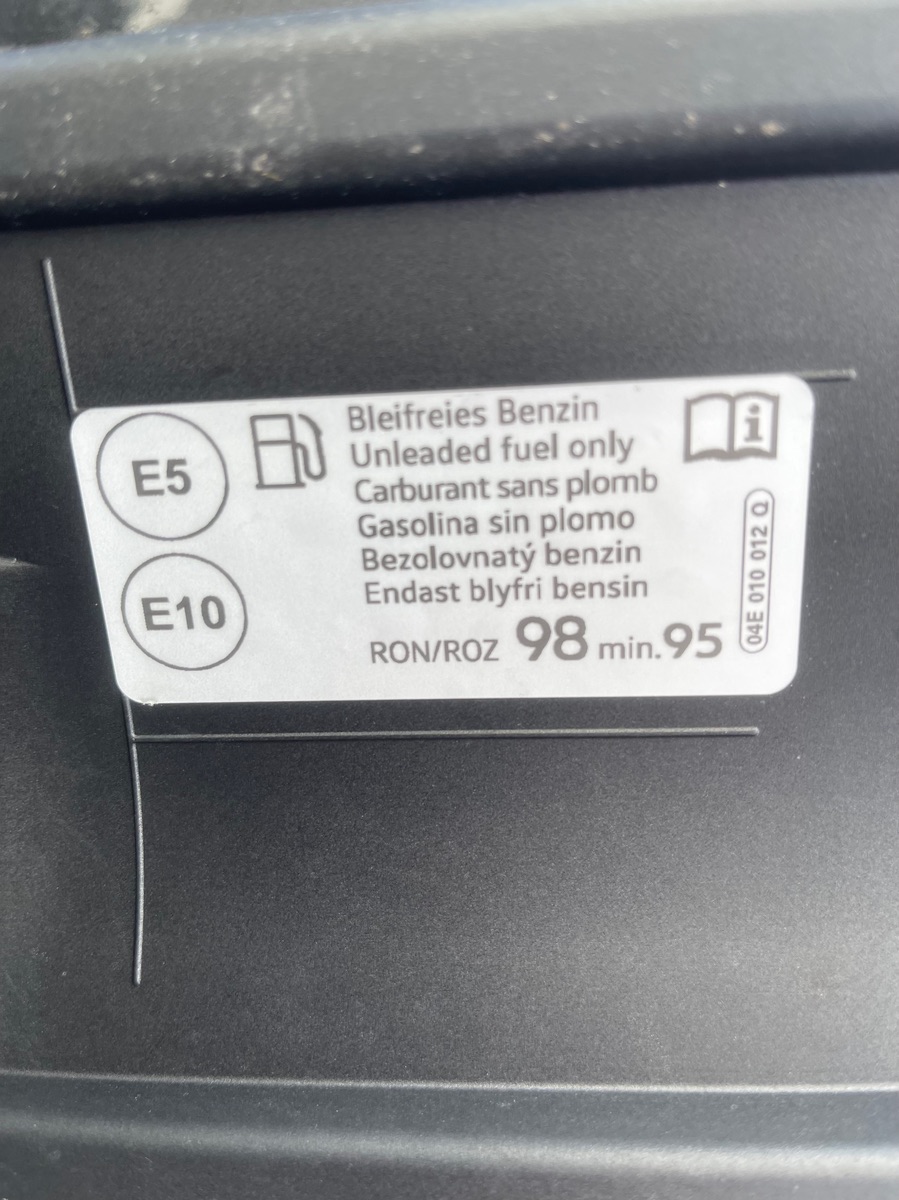 E5
E10
Bleifreies Benzin
Unleaded fuel only
Carburant sans plomb
Gasolina sin plomo
Bezolovnatý benzin
Endast blyfri bensin
RON/ROZ 98 min. 95
i
04E 010 012 Q